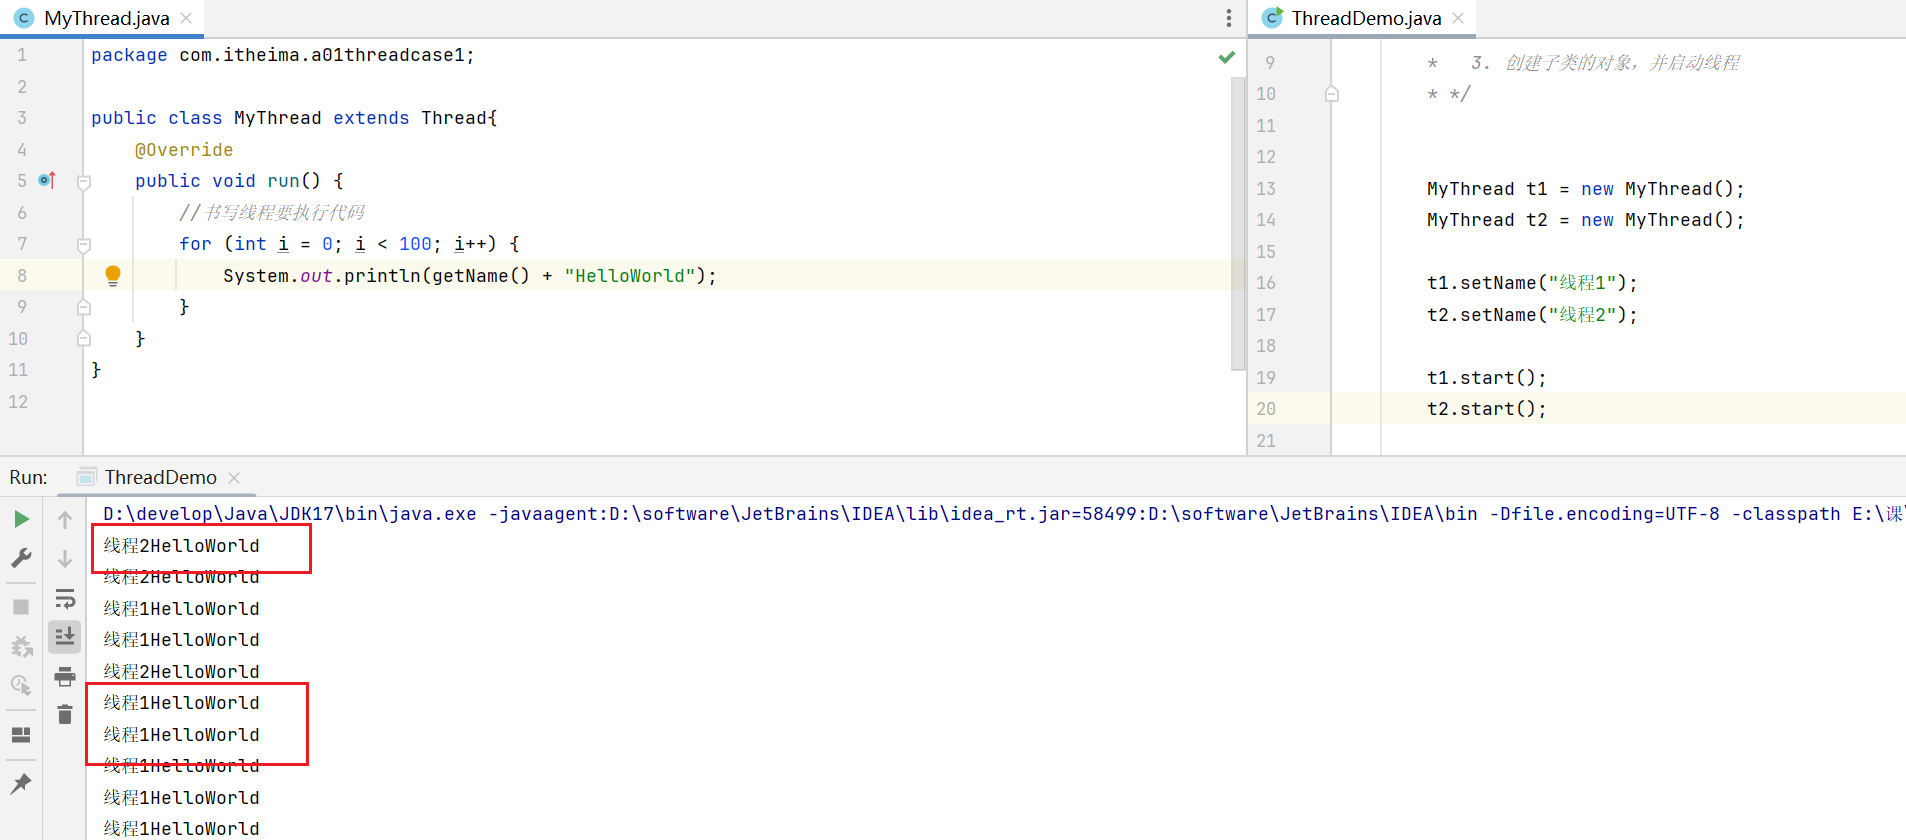 MyThread.java
1 package com.itheima.a01threadcase1;
2
3 public class MyThread extends Thread{
4 @Override
5 public void run() {
6 //书写线程要执行代码
7 for (int i = 0; i < 100; i++) {
8 System.out.println(getName() + "HelloWorld");
9 }
10 }
11 }
12
ThreadDemo.java
9 * 3. 创建子类的对象，并启动线程
10 * */
11
12
13 MyThread t1 = new MyThread();
14 MyThread t2 = new MyThread();
15
16 t1.setName("线程1");
17 t2.setName("线程2");
18
19 t1.start();
20 t2.start();
21
Run: ThreadDemo
D:\develop\Java\JDK17\bin\java.exe -javaagent:D:\software\JetBrains\IDEA\lib\idea_rt.jar=58499:D:\software\JetBrains\IDEA\bin -Dfile.encoding=UTF-8 -classpath E:\课
线程2HelloWorld
线程2HelloWorld
线程1HelloWorld
线程1HelloWorld
线程2HelloWorld
线程1HelloWorld
线程1HelloWorld
线程1HelloWorld
线程1HelloWorld
线程1HelloWorld